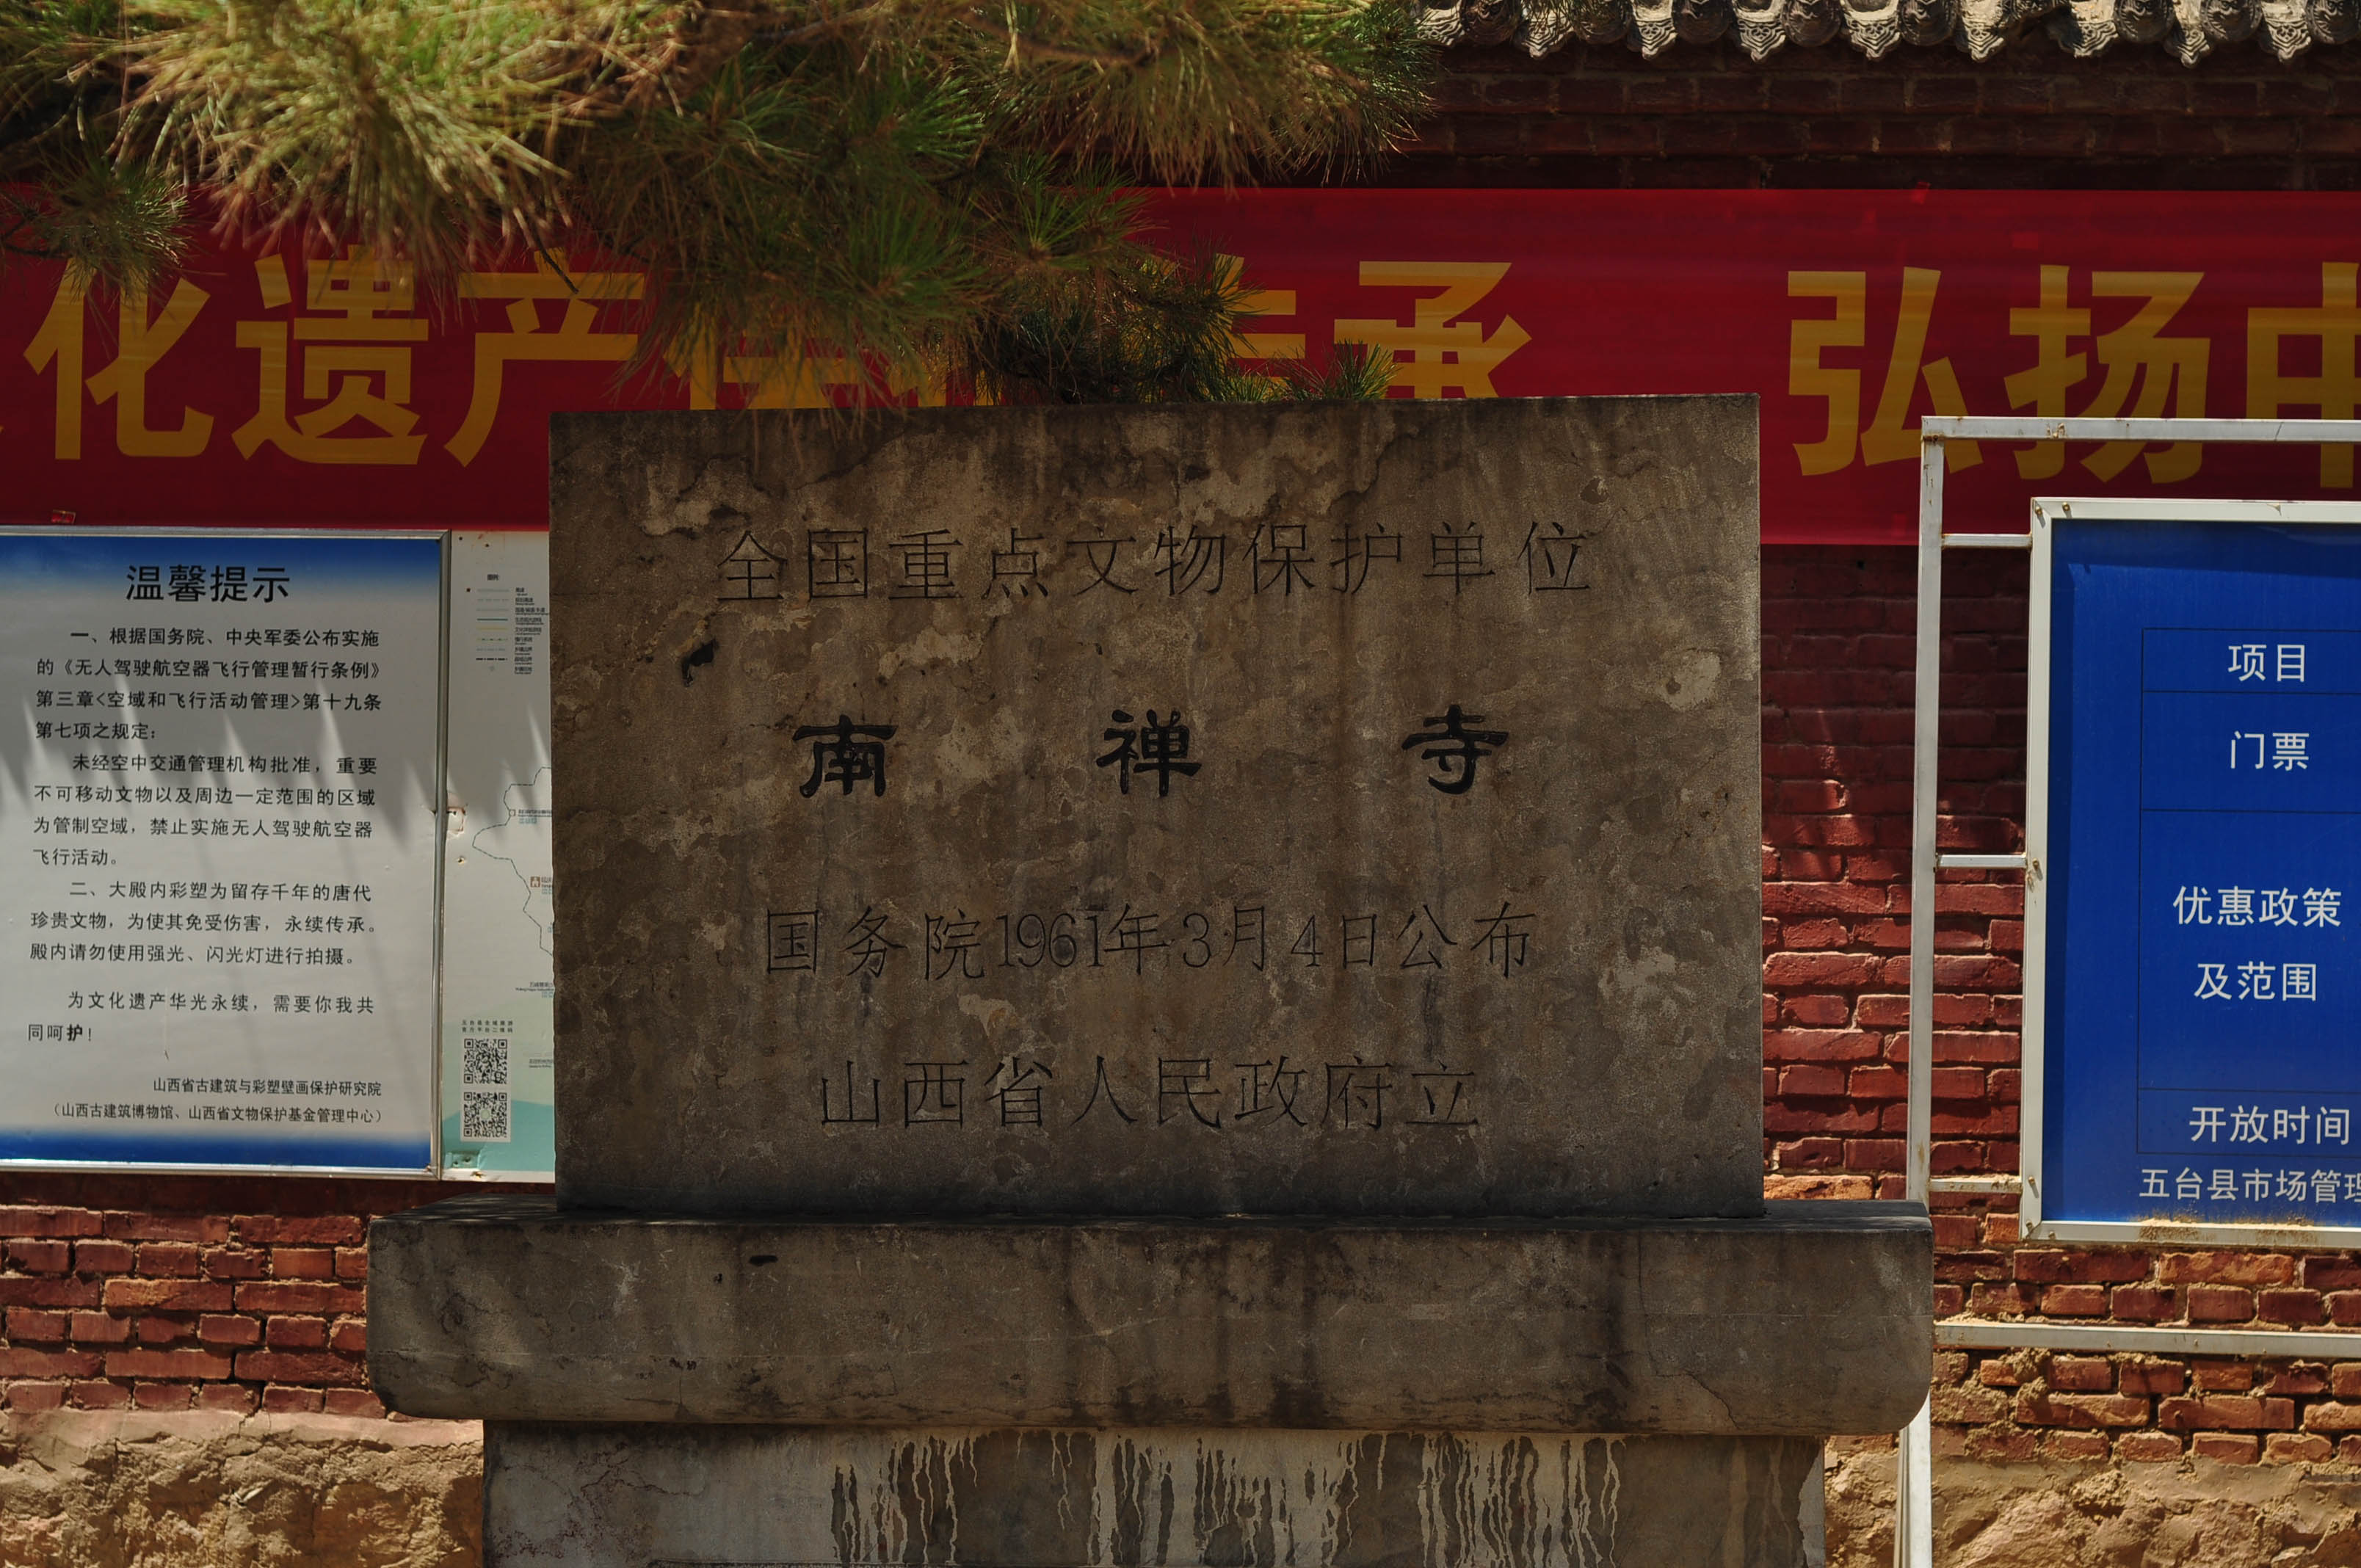 化遗产 传承 弘扬中
温馨提示
一、根据国务院、中央军委公布实施
的《无人驾驶航空器飞行管理暂行条例》
第三章<空域和飞行活动管理>第十九条
第七项之规定：
未经空中交通管理机构批准，重要
不可移动文物以及周边一定范围的区域
为管制空域，禁止实施无人驾驶航空器
飞行活动。
二、大殿内彩塑为留存千年的唐代
珍贵文物，为使其免受伤害，永续传承。
殿内请勿使用强光、闪光灯进行拍摄。
为文化遗产华光永续，需要你我共
同呵护！
山西省古建筑与彩塑壁画保护研究院
（山西古建筑博物馆、山西省文物保护基金管理中心）
全国重点文物保护单位
南禅寺
国务院1961年3月4日公布
山西省人民政府立
项目
门票
优惠政策
及范围
开放时间
五台县市场管理